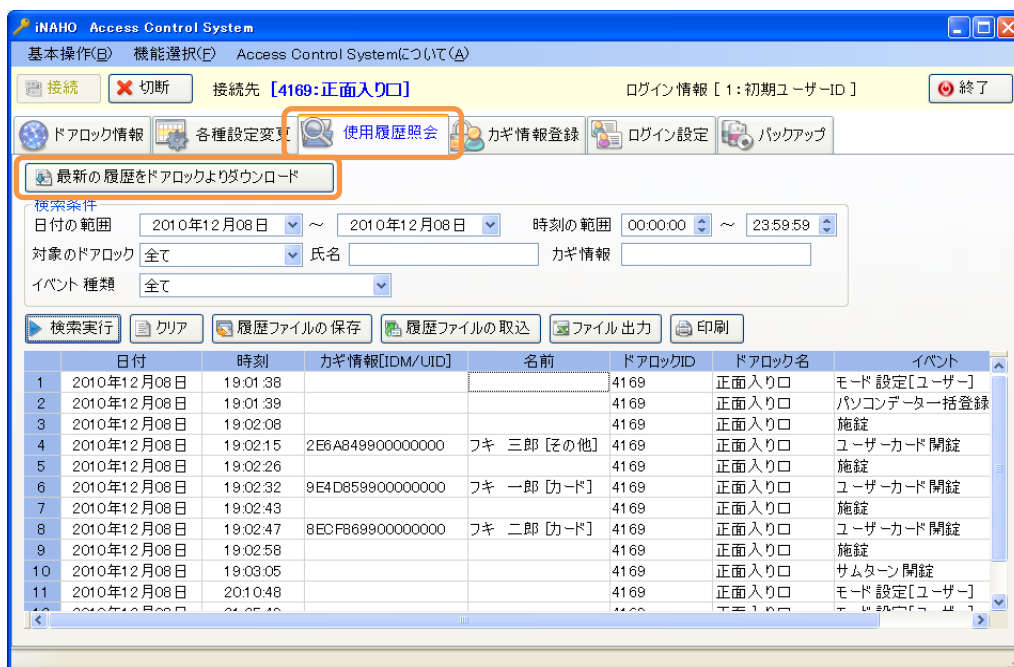 iNAHO Access Control System
基本操作(B) 機能選択(F) Access Control Systemについて(A)
接続 切断 接続先 [4169:正面入り口] ログイン情報 [ 1:初期ユーザーID ] 終了
ドアロック情報 各種設定変更 使用履歴照会 カギ情報登録 ログイン設定 バックアップ
最新の履歴をドアロックよりダウンロード
検索条件
日付の範囲 2010年12月08日 ～ 2010年12月08日 時刻の範囲 00:00:00 ～ 23:59:59
対象のドアロック 全て 氏名 カギ情報
イベント種類 全て
検索実行 クリア 履歴ファイルの保存 履歴ファイルの取込 ファイル出力 印刷
日付 時刻 カギ情報[IDM/UID] 名前 ドアロックID ドアロック名 イベント
1 2010年12月08日 19:01:38 4169 正面入り口 モード設定[ユーザー]
2 2010年12月08日 19:01:39 4169 正面入り口 パソコンデータ一括登録
3 2010年12月08日 19:02:08 4169 正面入り口 施錠
4 2010年12月08日 19:02:15 2E6A849900000000 フキ 三郎 [その他] 4169 正面入り口 ユーザーカード開錠
5 2010年12月08日 19:02:26 4169 正面入り口 施錠
6 2010年12月08日 19:02:32 9E4D859900000000 フキ 一郎 [カード] 4169 正面入り口 ユーザーカード開錠
7 2010年12月08日 19:02:43 4169 正面入り口 施錠
8 2010年12月08日 19:02:47 8ECF869900000000 フキ 二郎 [カード] 4169 正面入り口 ユーザーカード開錠
9 2010年12月08日 19:02:58 4169 正面入り口 施錠
10 2010年12月08日 19:03:05 4169 正面入り口 サムターン開錠
11 2010年12月08日 20:10:48 4169 正面入り口 モード設定[ユーザー]